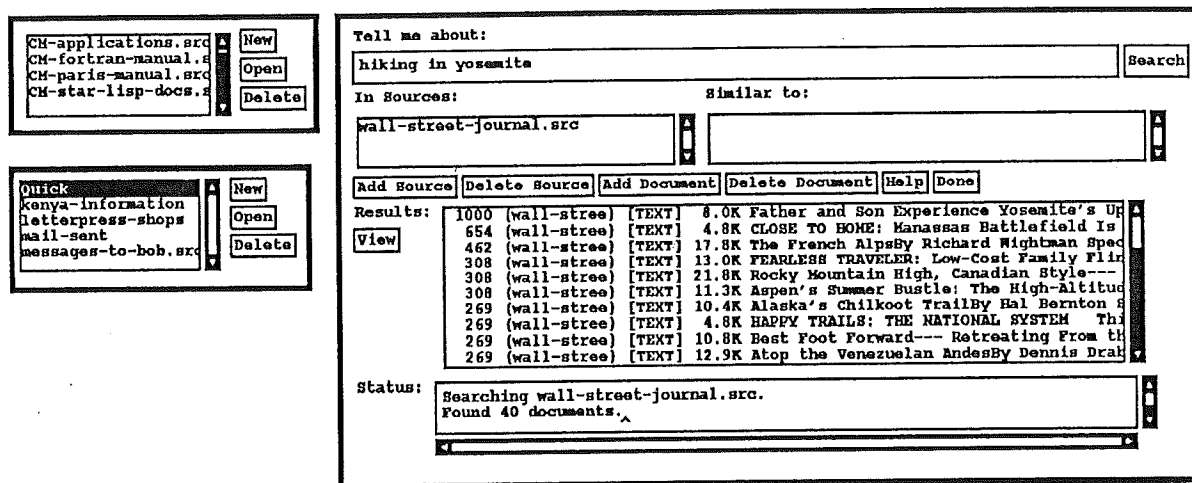 CM-applications.src
CM-fortran-manual.s
CM-paris-manual.src
CM-star-lisp-docs.s
New
Open
Delete
Quick
kenya-information
letterpress-shops
mail-sent
messages-to-bob.src
New
Open
Delete
Tell me about:
hiking in yosemite
Search
In Sources:
Similar to:
wall-street-journal.src
Add Source Delete Source Add Document Delete Document Help Done
Results:
View
1000 (wall-stree) [TEXT] 8.0K Father and Son Experience Yosemite's Up
654 (wall-stree) [TEXT] 4.8K CLOSE TO HOME: Manassas Battlefield Is
462 (wall-stree) [TEXT] 17.8K The French AlpsBy Richard Wightman Spec
308 (wall-stree) [TEXT] 13.0K FEARLESS TRAVELER: Low-Cost Family Flin
308 (wall-stree) [TEXT] 21.8K Rocky Mountain High, Canadian Style---
308 (wall-stree) [TEXT] 11.3K Aspen's Summer Bustle: The High-Altitud
269 (wall-stree) [TEXT] 10.4K Alaska's Chilkoot TrailBy Hal Bernton S
269 (wall-stree) [TEXT] 4.8K HAPPY TRAILS: THE NATIONAL SYSTEM Thi
269 (wall-stree) [TEXT] 10.8K Best Foot Forward--- Retreating From th
269 (wall-stree) [TEXT] 12.9K Atop the Venezuelan AndesBy Dennis Drab
Status:
Searching wall-street-journal.src.
Found 40 documents.